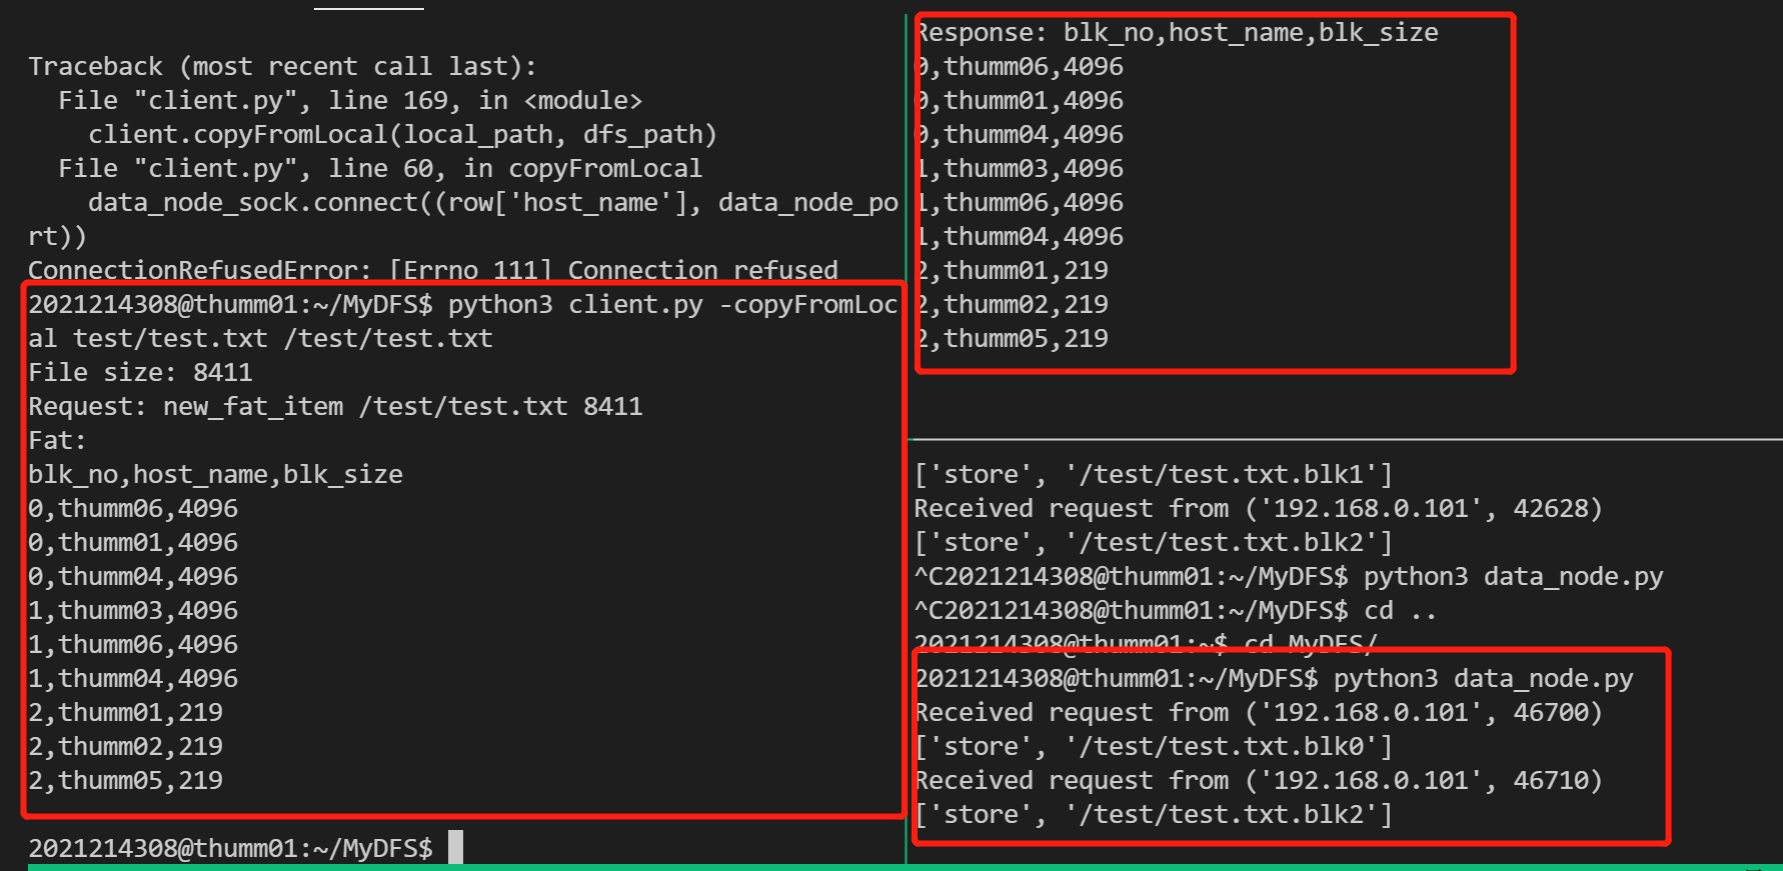 Traceback (most recent call last):
  File "client.py", line 169, in <module>
    client.copyFromLocal(local_path, dfs_path)
  File "client.py", line 60, in copyFromLocal
    data_node_sock.connect((row['host_name'], data_node_po
rt))
ConnectionRefusedError: [Errno 111] Connection refused
2021214308@thumm01:~/MyDFS$ python3 client.py -copyFromLoc
al test/test.txt /test/test.txt
File size: 8411
Request: new_fat_item /test/test.txt 8411
Fat:
blk_no,host_name,blk_size
0,thumm06,4096
0,thumm01,4096
0,thumm04,4096
1,thumm03,4096
1,thumm06,4096
1,thumm04,4096
2,thumm01,219
2,thumm02,219
2,thumm05,219
2021214308@thumm01:~/MyDFS$
Response: blk_no,host_name,blk_size
0,thumm06,4096
0,thumm01,4096
0,thumm04,4096
1,thumm03,4096
1,thumm06,4096
1,thumm04,4096
2,thumm01,219
2,thumm02,219
2,thumm05,219
['store', '/test/test.txt.blk1']
Received request from ('192.168.0.101', 42628)
['store', '/test/test.txt.blk2']
^C2021214308@thumm01:~/MyDFS$ python3 data_node.py
^C2021214308@thumm01:~/MyDFS$ cd ..
2021214308@thumm01:~$ cd MyDFS/
2021214308@thumm01:~/MyDFS$ python3 data_node.py
Received request from ('192.168.0.101', 46700)
['store', '/test/test.txt.blk0']
Received request from ('192.168.0.101', 46710)
['store', '/test/test.txt.blk2']